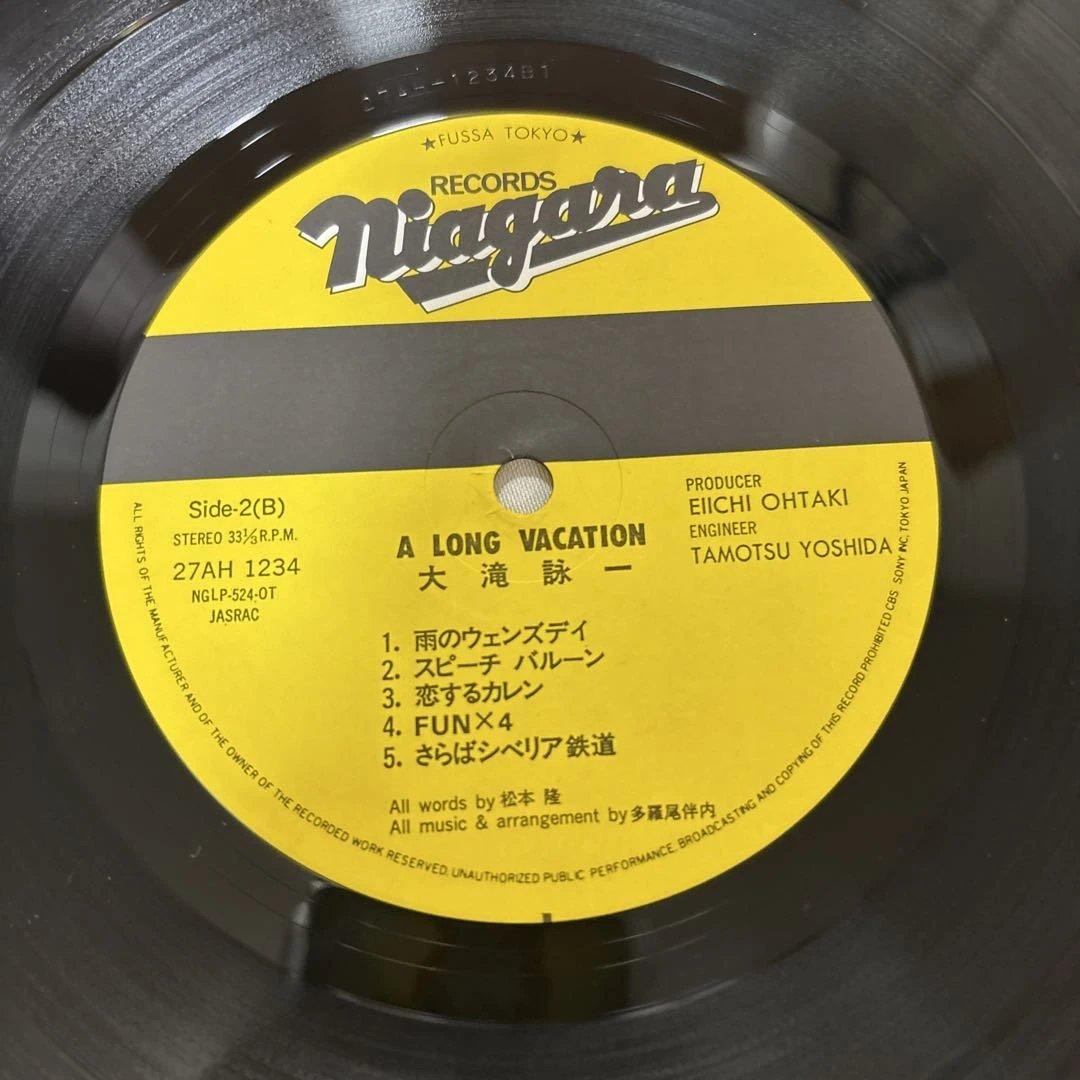 ★FUSSA TOKYO★
RECORDS
Niagara
Side-2(B)
STEREO 33⅓R.P.M.
27AH 1234
NGLP-524-OT
JASRAC
PRODUCER
EIICHI OHTAKI
ENGINEER
TAMOTSU YOSHIDA
A LONG VACATION
大滝詠一
1. 雨のウェンズデイ
2. スピーチ バルーン
3. 恋するカレン
4. FUN×4
5. さらばシベリア鉄道
All words by 松本 隆
All music & arrangement by 多羅尾伴内
ALL RIGHTS OF THE MANUFACTURER AND OF THE OWNER OF THE RECORDED WORK RESERVED. UNAUTHORIZED PUBLIC PERFORMANCE, BROADCASTING AND COPYING OF THIS RECORD PROHIBITED CBS SONY INC, TOKYO JAPAN